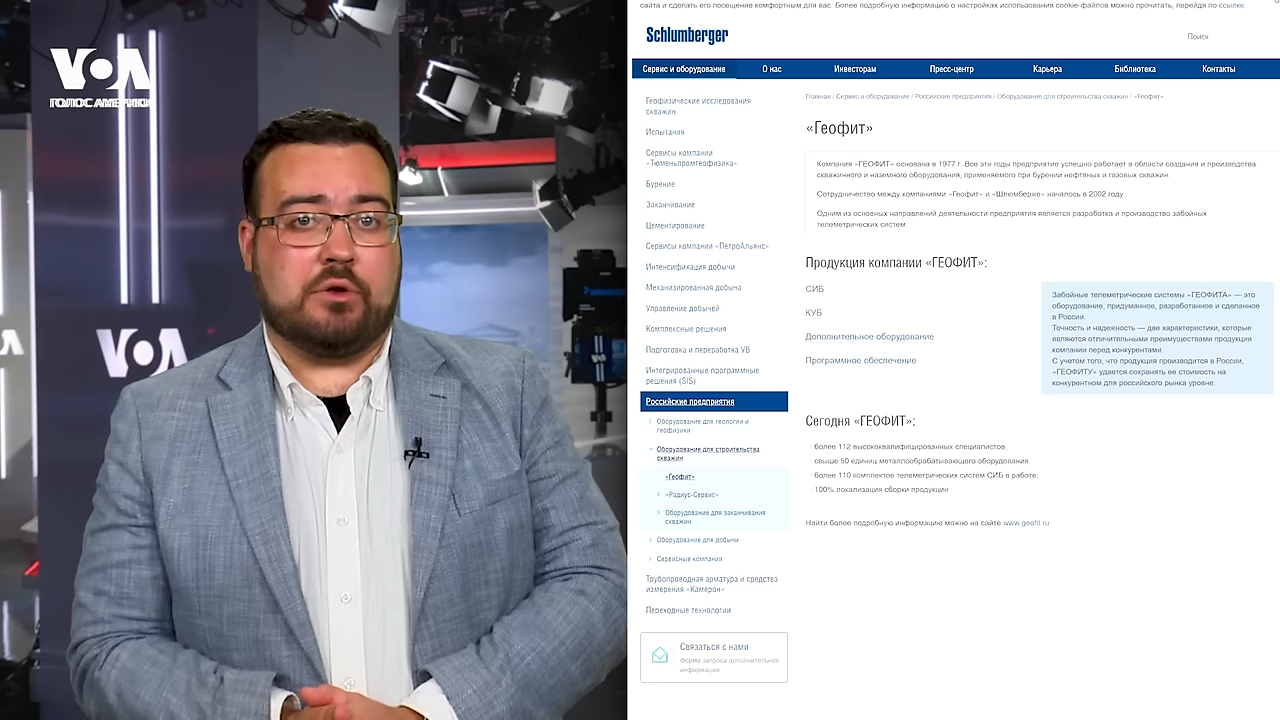 VOA
ГОЛОС АМЕРИКИ
VOA
сайта и сделать его посещение комфортным для вас. Более подробную информацию о настройках использования cookie-файлов можно прочитать, перейдя по ссылке.
Schlumberger
Поиск
Сервис и оборудование
О нас
Инвесторам
Пресс-центр
Карьера
Библиотека
Контакты
Геофизические исследования
скважин
Испытания
Сервисы компании
«Тюменьпромгеофизика»
Бурение
Заканчивание
Цементирование
Сервисы компании «ПетроАльянс»
Интенсификация добычи
Механизированная добыча
Управление добычей
Комплексные решения
Подготовка и переработка УВ
Интегрированные программные
решения (SIS)
Российские предприятия
Оборудование для геологии и
геофизики
Оборудование для строительства
скважин
«Геофит»
«Радиус-Сервис»
Оборудование для заканчивания
скважин
Оборудование для добычи
Сервисные компании
Трубопроводная арматура и средства
измерения «Камерон»
Переходные технологии
Связаться с нами
Форма запроса дополнительной
информации
Главная / Сервис и оборудование / Российские предприятия / Оборудование для строительства скважин / «Геофит»
«Геофит»
Компания «ГЕОФИТ» основана в 1977 г. Все эти годы предприятие успешно работает в области создания и производства
скважинного и наземного оборудования, применяемого при бурении нефтяных и газовых скважин.
Сотрудничество между компаниями «Геофит» и «Шлюмберже» началось в 2002 году
Одним из основных направлений деятельности предприятия является разработка и производство забойных
телеметрических систем
Продукция компании «ГЕОФИТ»:
СИБ
КУБ
Дополнительное оборудование
Программное обеспечение
Забойные телеметрические системы «ГЕОФИТА» — это
оборудование, придуманное, разработанное и сделанное
в России.
Точность и надежность — две характеристики, которые
являются отличительными преимуществами продукции
компании перед конкурентами.
С учетом того, что продукция производится в России,
«ГЕОФИТУ» удается сохранять ее стоимость на
конкурентном для российского рынка уровне.
Сегодня «ГЕОФИТ»:
· более 112 высококвалифицированных специалистов,
· свыше 50 единиц металлообрабатывающего оборудования,
· более 110 комплектов телеметрических систем СИБ в работе,
· 100% локализация сборки продукции
Найти более подробную информацию можно на сайте www.geofit.ru